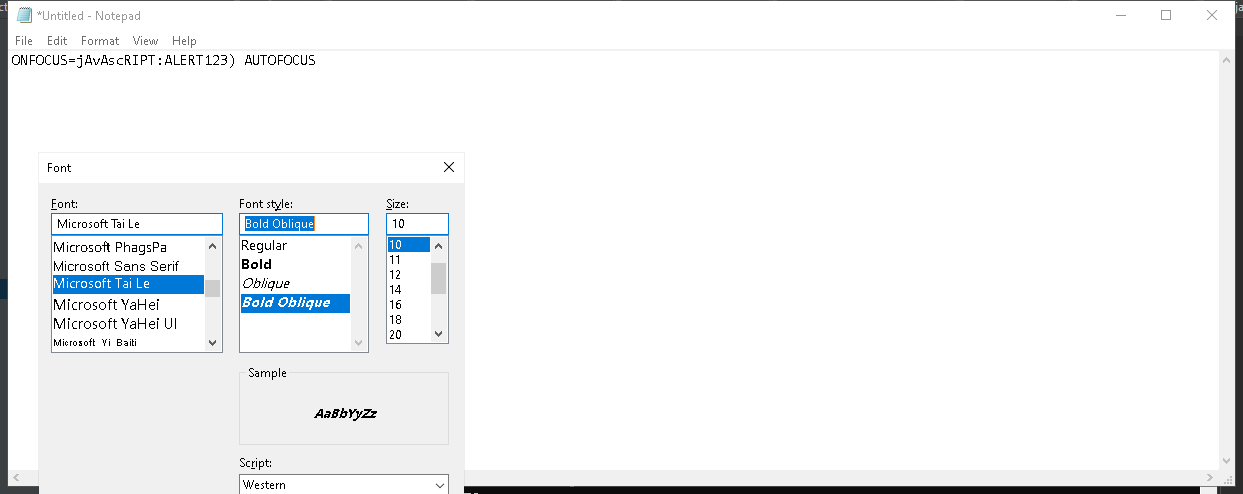 *Untitled - Notepad
File Edit Format View Help
ONFOCUS=jAvAscRIPT:ALERT123) AUTOFOCUS
Font
Font: Font style: Size:
Microsoft Tai Le Bold Oblique 10
Microsoft PhagsPa Regular 10
Microsoft Sans Serif Bold 11
Microsoft Tai Le Oblique 12
Microsoft YaHei Bold Oblique 14
Microsoft YaHei UI 16
Microsoft Yi Baiti 18
20
Sample
AaBbYyZz
Script:
Western